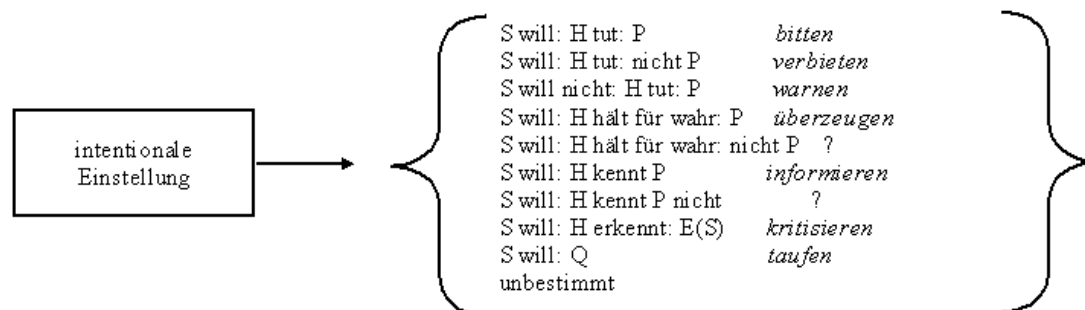 intentionale
Einstellung
S will: H tut: P bitten
S will: H tut: nicht P verbieten
S will nicht: H tut: P warnen
S will: H hält für wahr: P überzeugen
S will: H hält für wahr: nicht P ?
S will: H kennt P informieren
S will: H kennt P nicht ?
S will: H erkennt: E(S) kritisieren
S will: Q taufen
unbestimmt